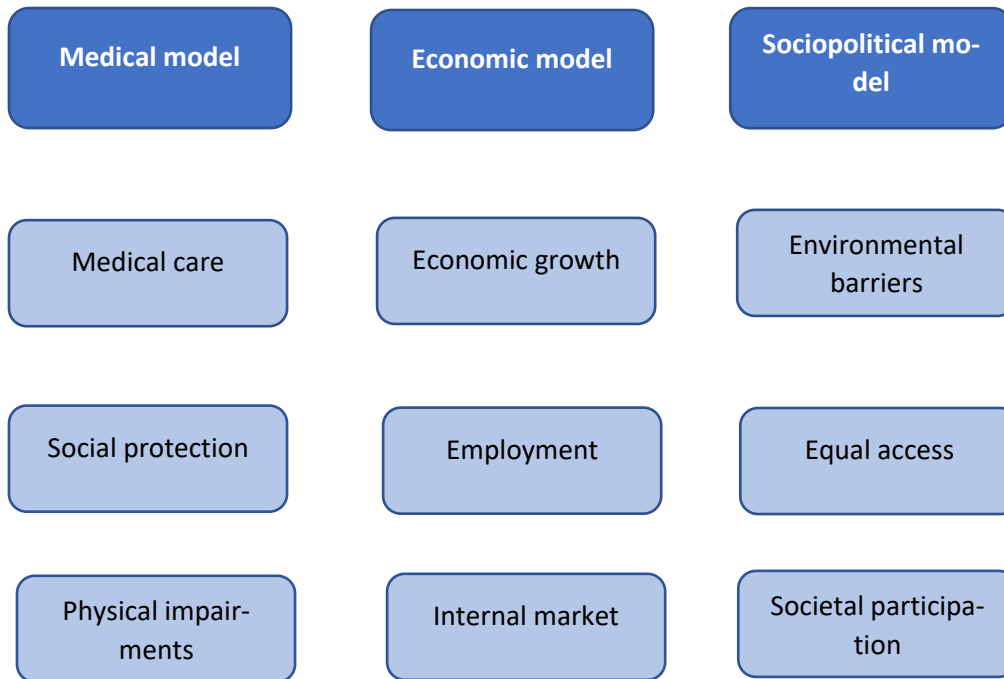 Medical model
Economic model
Sociopolitical mo-
del
Medical care
Economic growth
Environmental
barriers
Social protection
Employment
Equal access
Physical impair-
ments
Internal market
Societal participa-
tion